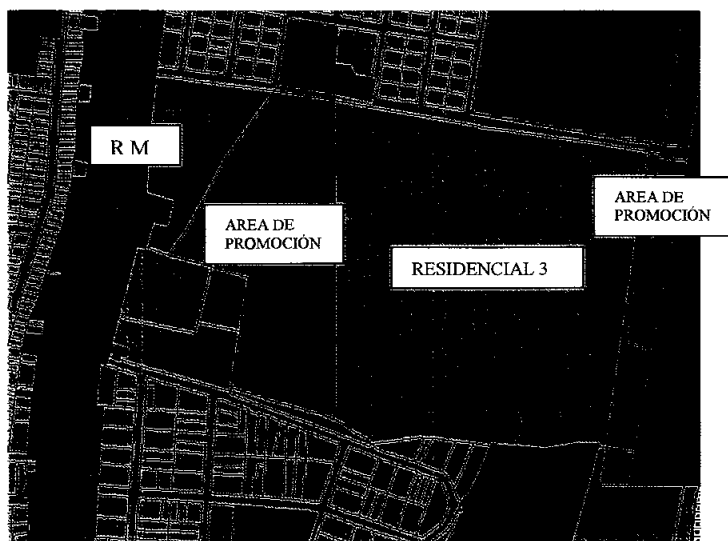 R M
AREA DE
PROMOCIÓN
RESIDENCIAL 3
AREA DE
PROMOCIÓN